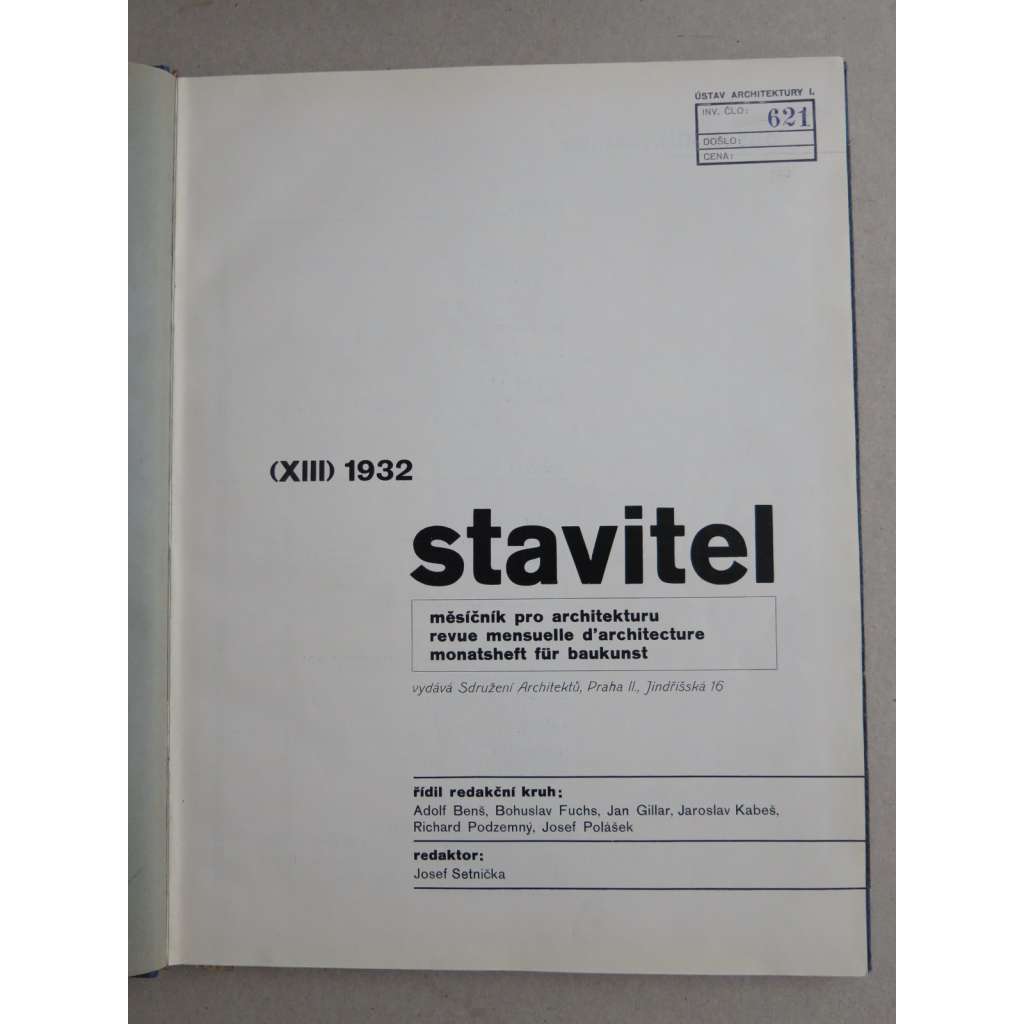 ÚSTAV ARCHITEKTURY I.
INV. ČLO: 621
DOŠLO:
CENA:
(XIII) 1932
stavitel
měsíčník pro architekturu
revue mensuelle d'architecture
monatsheft für baukunst
vydává Sdružení Architektů, Praha II., Jindřišská 16
řídil redakční kruh:
Adolf Benš, Bohuslav Fuchs, Jan Gillar, Jaroslav Kabeš,
Richard Podzemný, Josef Polášek
redaktor:
Josef Setnička